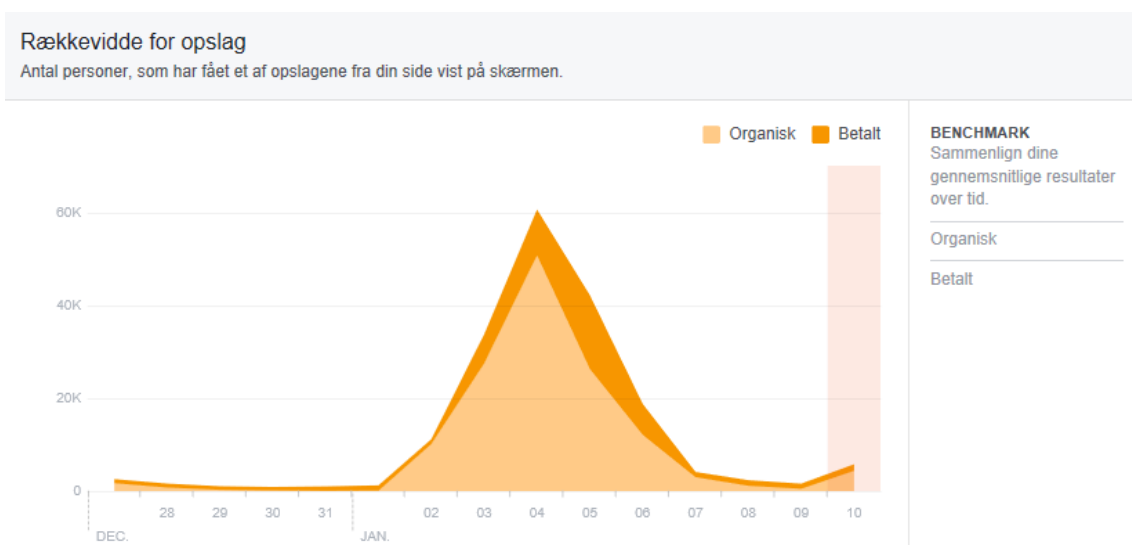 Rækkevidde for opslag
Antal personer, som har fået et af opslagene fra din side vist på skærmen.
Organisk Betalt
BENCHMARK
Sammenlign dine
gennemsnitlige resultater
over tid.
Organisk
Betalt
60K
40K
20K
0
28 29 30 31 02 03 04 05 06 07 08 09 10
DEC. JAN.